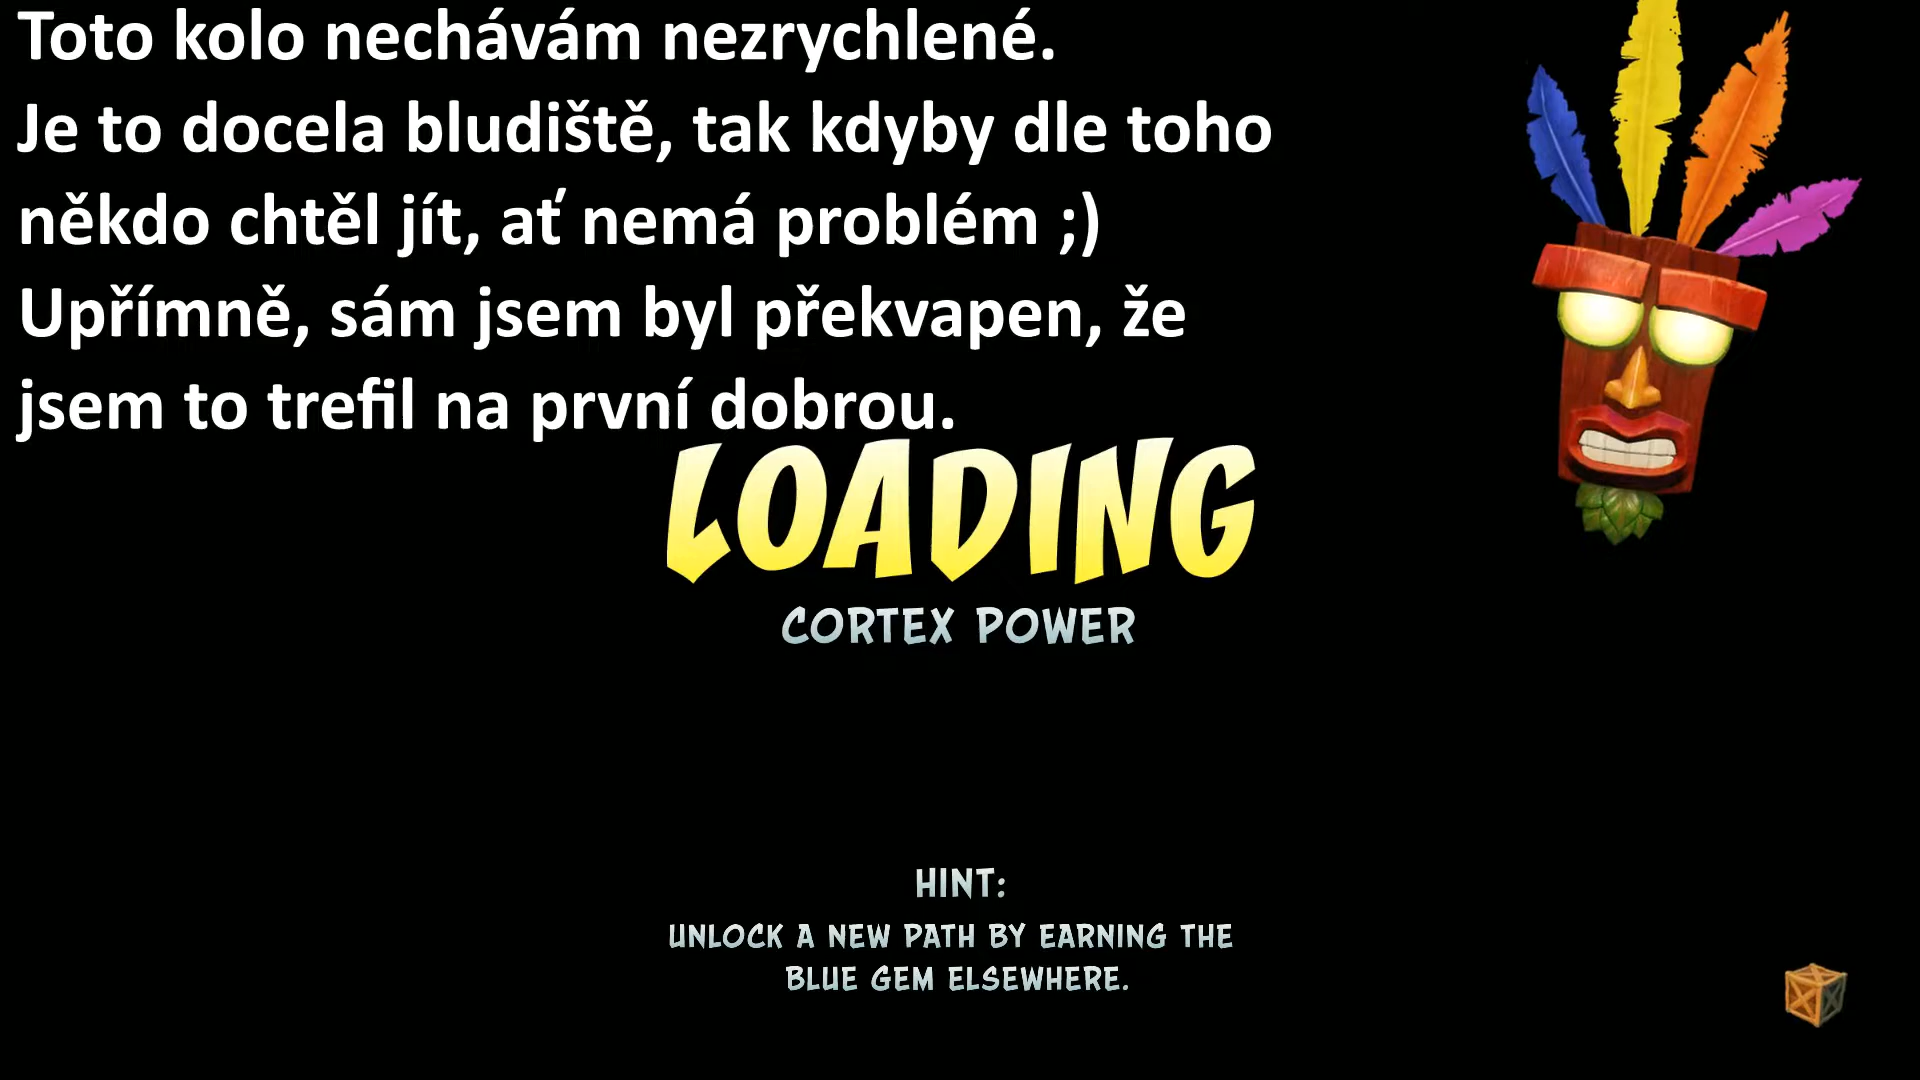 Toto kolo nechávám nezrychlené.
Je to docela bludiště, tak kdyby dle toho
někdo chtěl jít, ať nemá problém ;)
Upřímně, sám jsem byl překvapen, že
jsem to trefil na první dobrou.
LOADING
CORTEX POWER
HINT:
UNLOCK A NEW PATH BY EARNING THE
BLUE GEM ELSEWHERE.